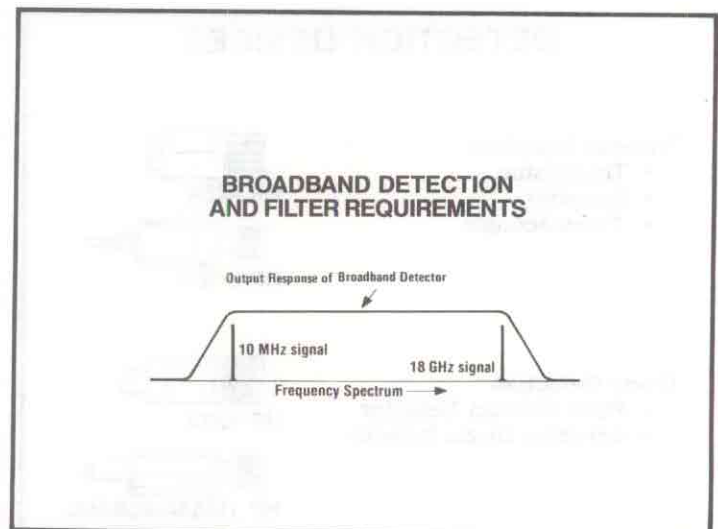 BROADBAND DETECTION
AND FILTER REQUIREMENTS
Output Response of Broadband Detector
10 MHz signal
18 GHz signal
Frequency Spectrum